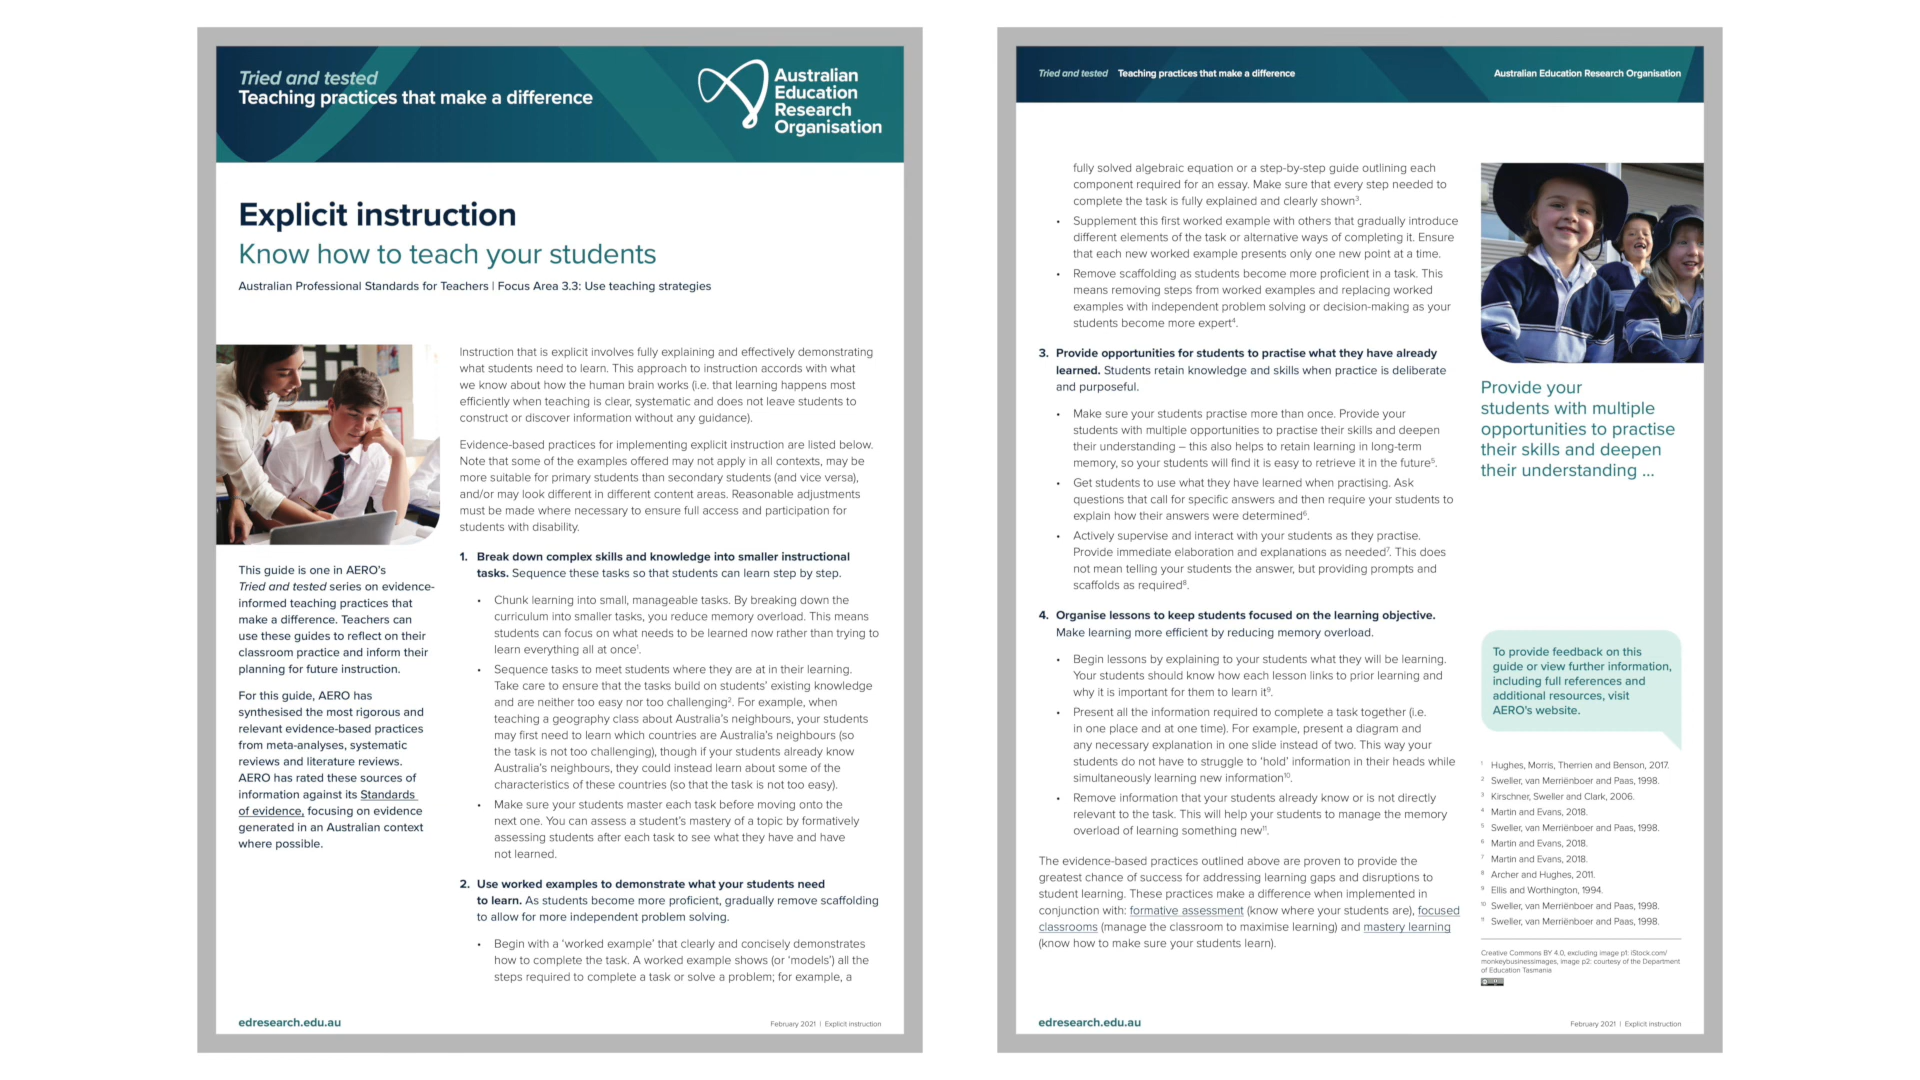 Tried and tested
Teaching practices that make a difference
Australian
Education
Research
Organisation
Explicit instruction
Know how to teach your students
Australian Professional Standards for Teachers | Focus Area 3.3: Use teaching strategies
This guide is one in AERO's
Tried and tested series on evidence-
informed teaching practices that
make a difference. Teachers can
use these guides to reflect on their
classroom practice and inform their
planning for future instruction.
For this guide, AERO has
synthesised the most rigorous and
relevant evidence-based practices
from meta-analyses, systematic
reviews and literature reviews.
AERO has rated these sources of
information against its Standards
of evidence, focusing on evidence
generated in an Australian context
where possible.
Instruction that is explicit involves fully explaining and effectively demonstrating
what students need to learn. This approach to instruction accords with what
we know about how the human brain works (i.e. that learning happens most
efficiently when teaching is clear, systematic and does not leave students to
construct or discover information without any guidance).
Evidence-based practices for implementing explicit instruction are listed below.
Note that some of the examples offered may not apply in all contexts, may be
more suitable for primary students than secondary students (and vice versa),
and/or may look different in different content areas. Reasonable adjustments
must be made where necessary to ensure full access and participation for
students with disability.
1. Break down complex skills and knowledge into smaller instructional
tasks. Sequence these tasks so that students can learn step by step.
• Chunk learning into small, manageable tasks. By breaking down the
curriculum into smaller tasks, you reduce memory overload. This means
students can focus on what needs to be learned now rather than trying to
learn everything all at once¹.
• Sequence tasks to meet students where they are at in their learning.
Take care to ensure that the tasks build on students' existing knowledge
and are neither too easy nor too challenging². For example, when
teaching a geography class about Australia's neighbours, your students
may first need to learn which countries are Australia's neighbours (so
the task is not too challenging), though if your students already know
Australia's neighbours, they could instead learn about some of the
characteristics of these countries (so that the task is not too easy).
• Make sure your students master each task before moving onto the
next one. You can assess a student's mastery of a topic by formatively
assessing students after each task to see what they have and have
not learned.
2. Use worked examples to demonstrate what your students need
to learn. As students become more proficient, gradually remove scaffolding
to allow for more independent problem solving.
• Begin with a 'worked example' that clearly and concisely demonstrates
how to complete the task. A worked example shows (or 'models') all the
steps required to complete a task or solve a problem; for example, a
edresearch.edu.au
February 2021 | Explicit instruction
Tried and tested Teaching practices that make a difference
Australian Education Research Organisation
fully solved algebraic equation or a step-by-step guide outlining each
component required for an essay. Make sure that every step needed to
complete the task is fully explained and clearly shown³.
• Supplement this first worked example with others that gradually introduce
different elements of the task or alternative ways of completing it. Ensure
that each new worked example presents only one new point at a time.
• Remove scaffolding as students become more proficient in a task. This
means removing steps from worked examples and replacing worked
examples with independent problem solving or decision-making as your
students become more expert⁴.
3. Provide opportunities for students to practise what they have already
learned. Students retain knowledge and skills when practice is deliberate
and purposeful.
• Make sure your students practise more than once. Provide your
students with multiple opportunities to practise their skills and deepen
their understanding – this also helps to retain learning in long-term
memory, so your students will find it is easy to retrieve it in the future⁵.
• Get students to use what they have learned when practising. Ask
questions that call for specific answers and then require your students to
explain how their answers were determined⁶.
• Actively supervise and interact with your students as they practise.
Provide immediate elaboration and explanations as needed⁷. This does
not mean telling your students the answer, but providing prompts and
scaffolds as required⁸.
4. Organise lessons to keep students focused on the learning objective.
Make learning more efficient by reducing memory overload.
• Begin lessons by explaining to your students what they will be learning.
Your students should know how each lesson links to prior learning and
why it is important for them to learn it⁹.
• Present all the information required to complete a task together (i.e.
in one place and at one time). For example, present a diagram and
any necessary explanation in one slide instead of two. This way your
students do not have to struggle to 'hold' information in their heads while
simultaneously learning new information¹⁰.
• Remove information that your students already know or is not directly
relevant to the task. This will help your students to manage the memory
overload of learning something new¹¹.
The evidence-based practices outlined above are proven to provide the
greatest chance of success for addressing learning gaps and disruptions to
student learning. These practices make a difference when implemented in
conjunction with: formative assessment (know where your students are), focused
classrooms (manage the classroom to maximise learning) and mastery learning
(know how to make sure your students learn).
Provide your
students with multiple
opportunities to practise
their skills and deepen
their understanding ...
To provide feedback on this
guide or view further information,
including full references and
additional resources, visit
AERO's website.
¹ Hughes, Morris, Therrien and Benson, 2017.
² Sweller, van Merriënboer and Paas, 1998.
³ Kirschner, Sweller and Clark, 2006.
⁴ Martin and Evans, 2018.
⁵ Sweller, van Merriënboer and Paas, 1998.
⁶ Martin and Evans, 2018.
⁷ Martin and Evans, 2018.
⁸ Archer and Hughes, 2011.
⁹ Ellis and Worthington, 1994.
¹⁰ Sweller, van Merriënboer and Paas, 1998.
¹¹ Sweller, van Merriënboer and Paas, 1998.
Creative Commons BY 4.0, excluding image p1: iStock.com/
monkeybusinessimages, image p2: courtesy of the Department
of Education Tasmania
edresearch.edu.au
February 2021 | Explicit instruction